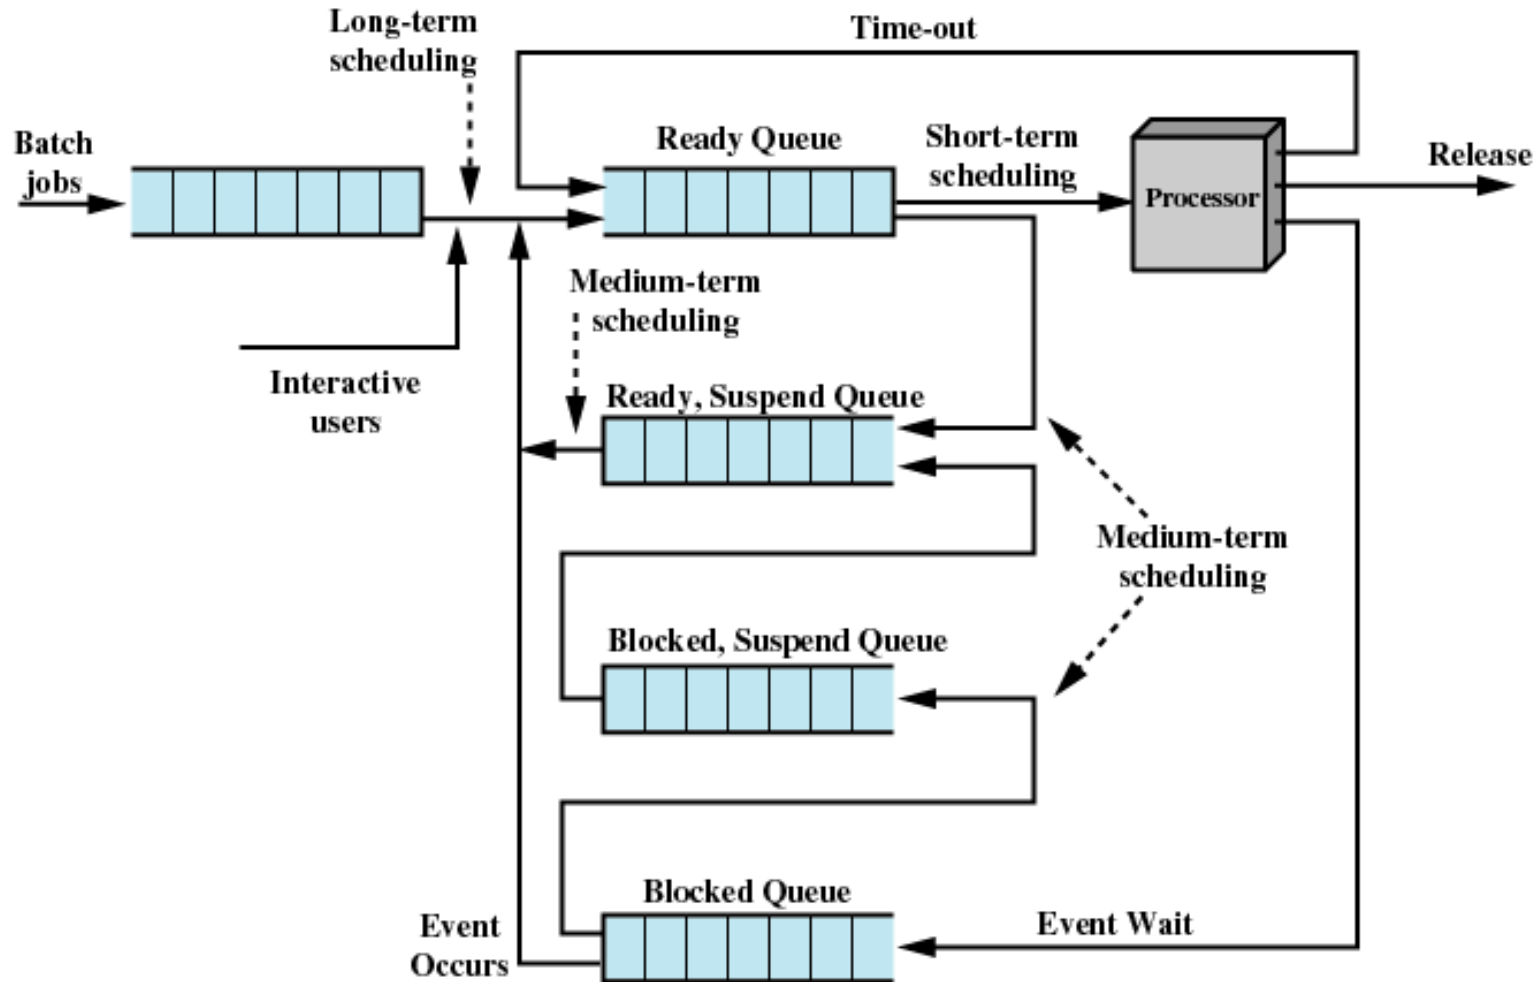 Long-term
scheduling
Time-out
Batch
jobs
Ready Queue
Short-term
scheduling
Processor
Release
Medium-term
scheduling
Interactive
users
Ready, Suspend Queue
Medium-term
scheduling
Blocked, Suspend Queue
Blocked Queue
Event
Occurs
Event Wait